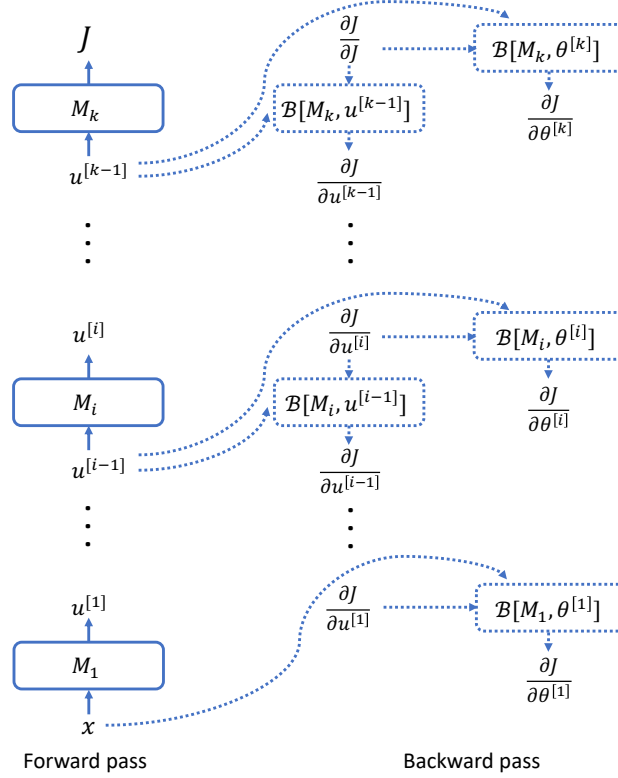 J
M_k
u^{[k-1]}
∂J/∂J
B[M_k, u^{[k-1]}]
∂J/∂u^{[k-1]}
B[M_k, θ^{[k]}]
∂J/∂θ^{[k]}
u^{[i]}
M_i
u^{[i-1]}
∂J/∂u^{[i]}
B[M_i, u^{[i-1]}]
∂J/∂u^{[i-1]}
B[M_i, θ^{[i]}]
∂J/∂θ^{[i]}
u^{[1]}
M_1
x
∂J/∂u^{[1]}
B[M_1, θ^{[1]}]
∂J/∂θ^{[1]}
Forward pass
Backward pass